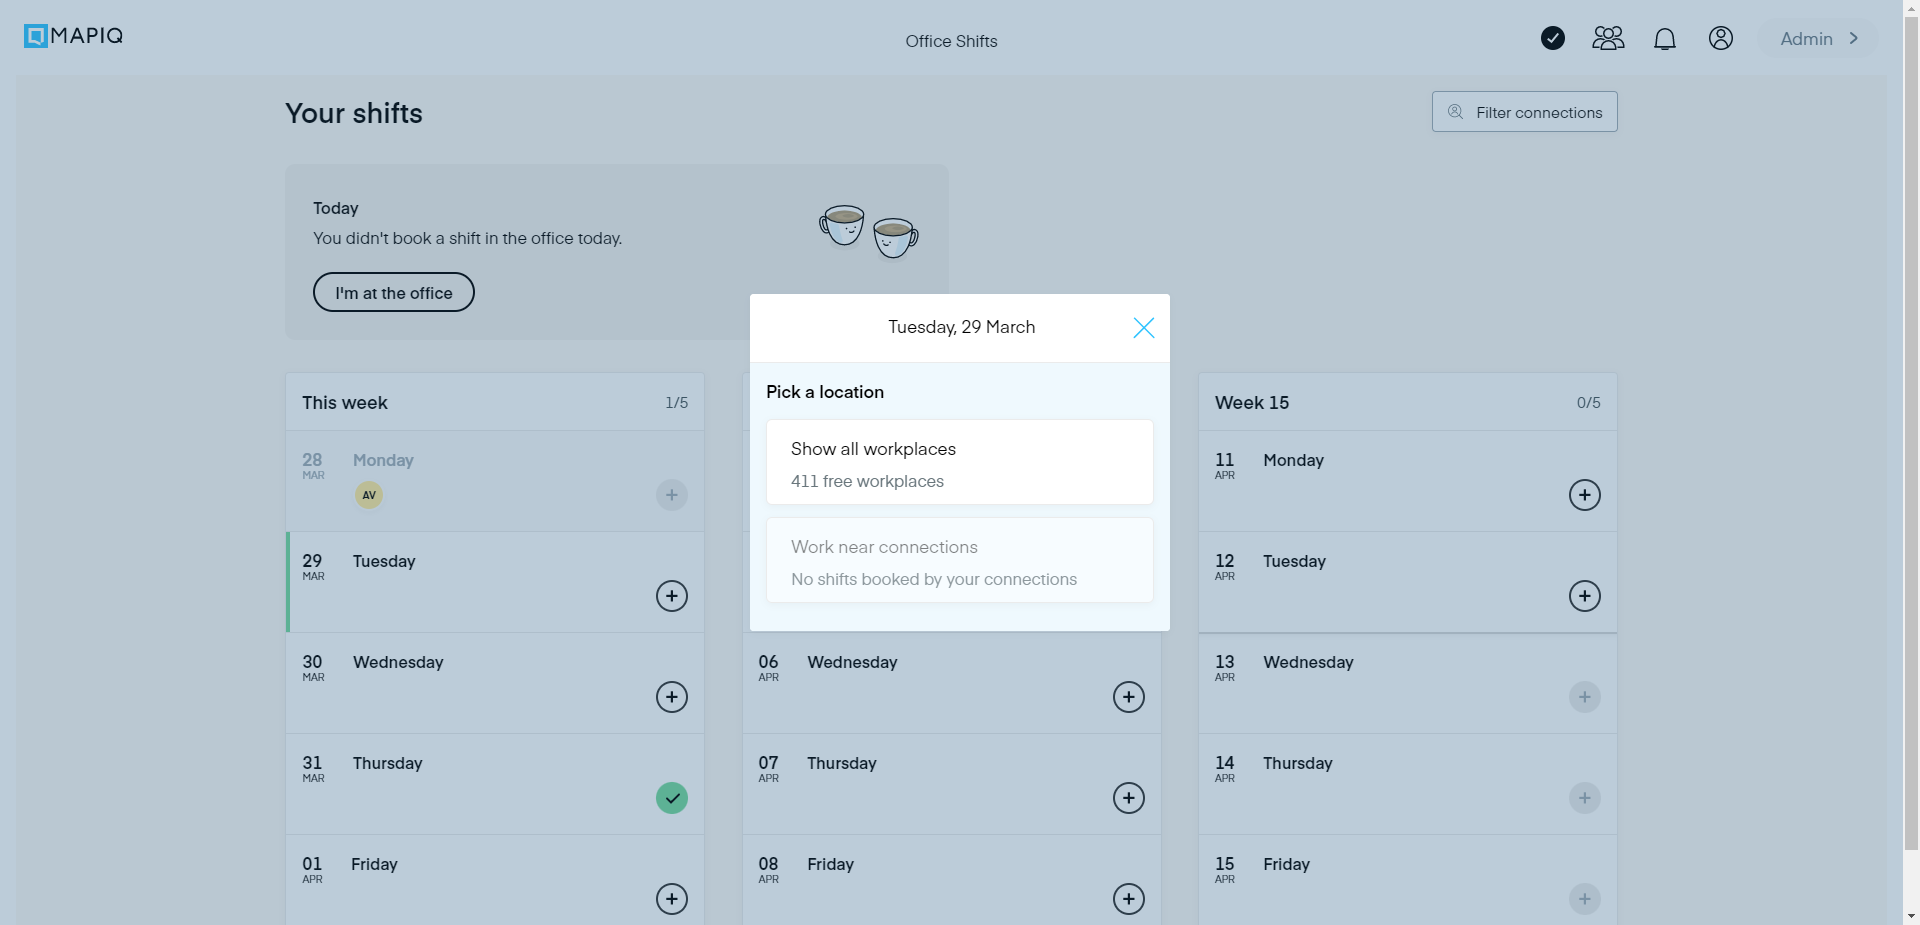 MAPIQ
Office Shifts
Admin
Your shifts
Filter connections
Today
You didn't book a shift in the office today.
I'm at the office
Tuesday, 29 March
Pick a location
Show all workplaces
411 free workplaces
Work near connections
No shifts booked by your connections
This week 1/5
28 Monday
MAR
AV
29 Tuesday
MAR
30 Wednesday
MAR
31 Thursday
MAR
01 Friday
APR
06 Wednesday
APR
07 Thursday
APR
08 Friday
APR
Week 15 0/5
11 Monday
APR
12 Tuesday
APR
13 Wednesday
APR
14 Thursday
APR
15 Friday
APR